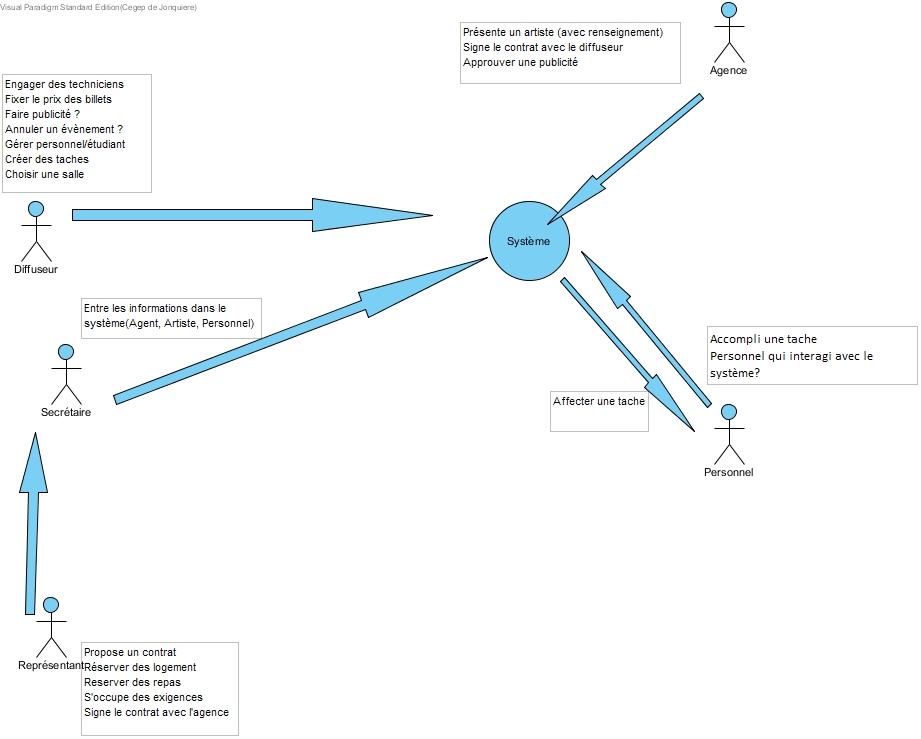 Visual Paradigm Standard Edition(Cegep de Jonquiere)
Présente un artiste (avec renseignement)
Signe le contrat avec le diffuseur
Approuver une publicité
Agence
Engager des techniciens
Fixer le prix des billets
Faire publicité ?
Annuler un évènement ?
Gérer personnel/étudiant
Créer des taches
Choisir une salle
Diffuseur
Système
Entre les informations dans le
système(Agent, Artiste, Personnel)
Secrétaire
Accompli une tache
Personnel qui interagi avec le
système?
Affecter une tache
Personnel
Représentant
Propose un contrat
Réserver des logement
Reserver des repas
S'occupe des exigences
Signe le contrat avec l'agence